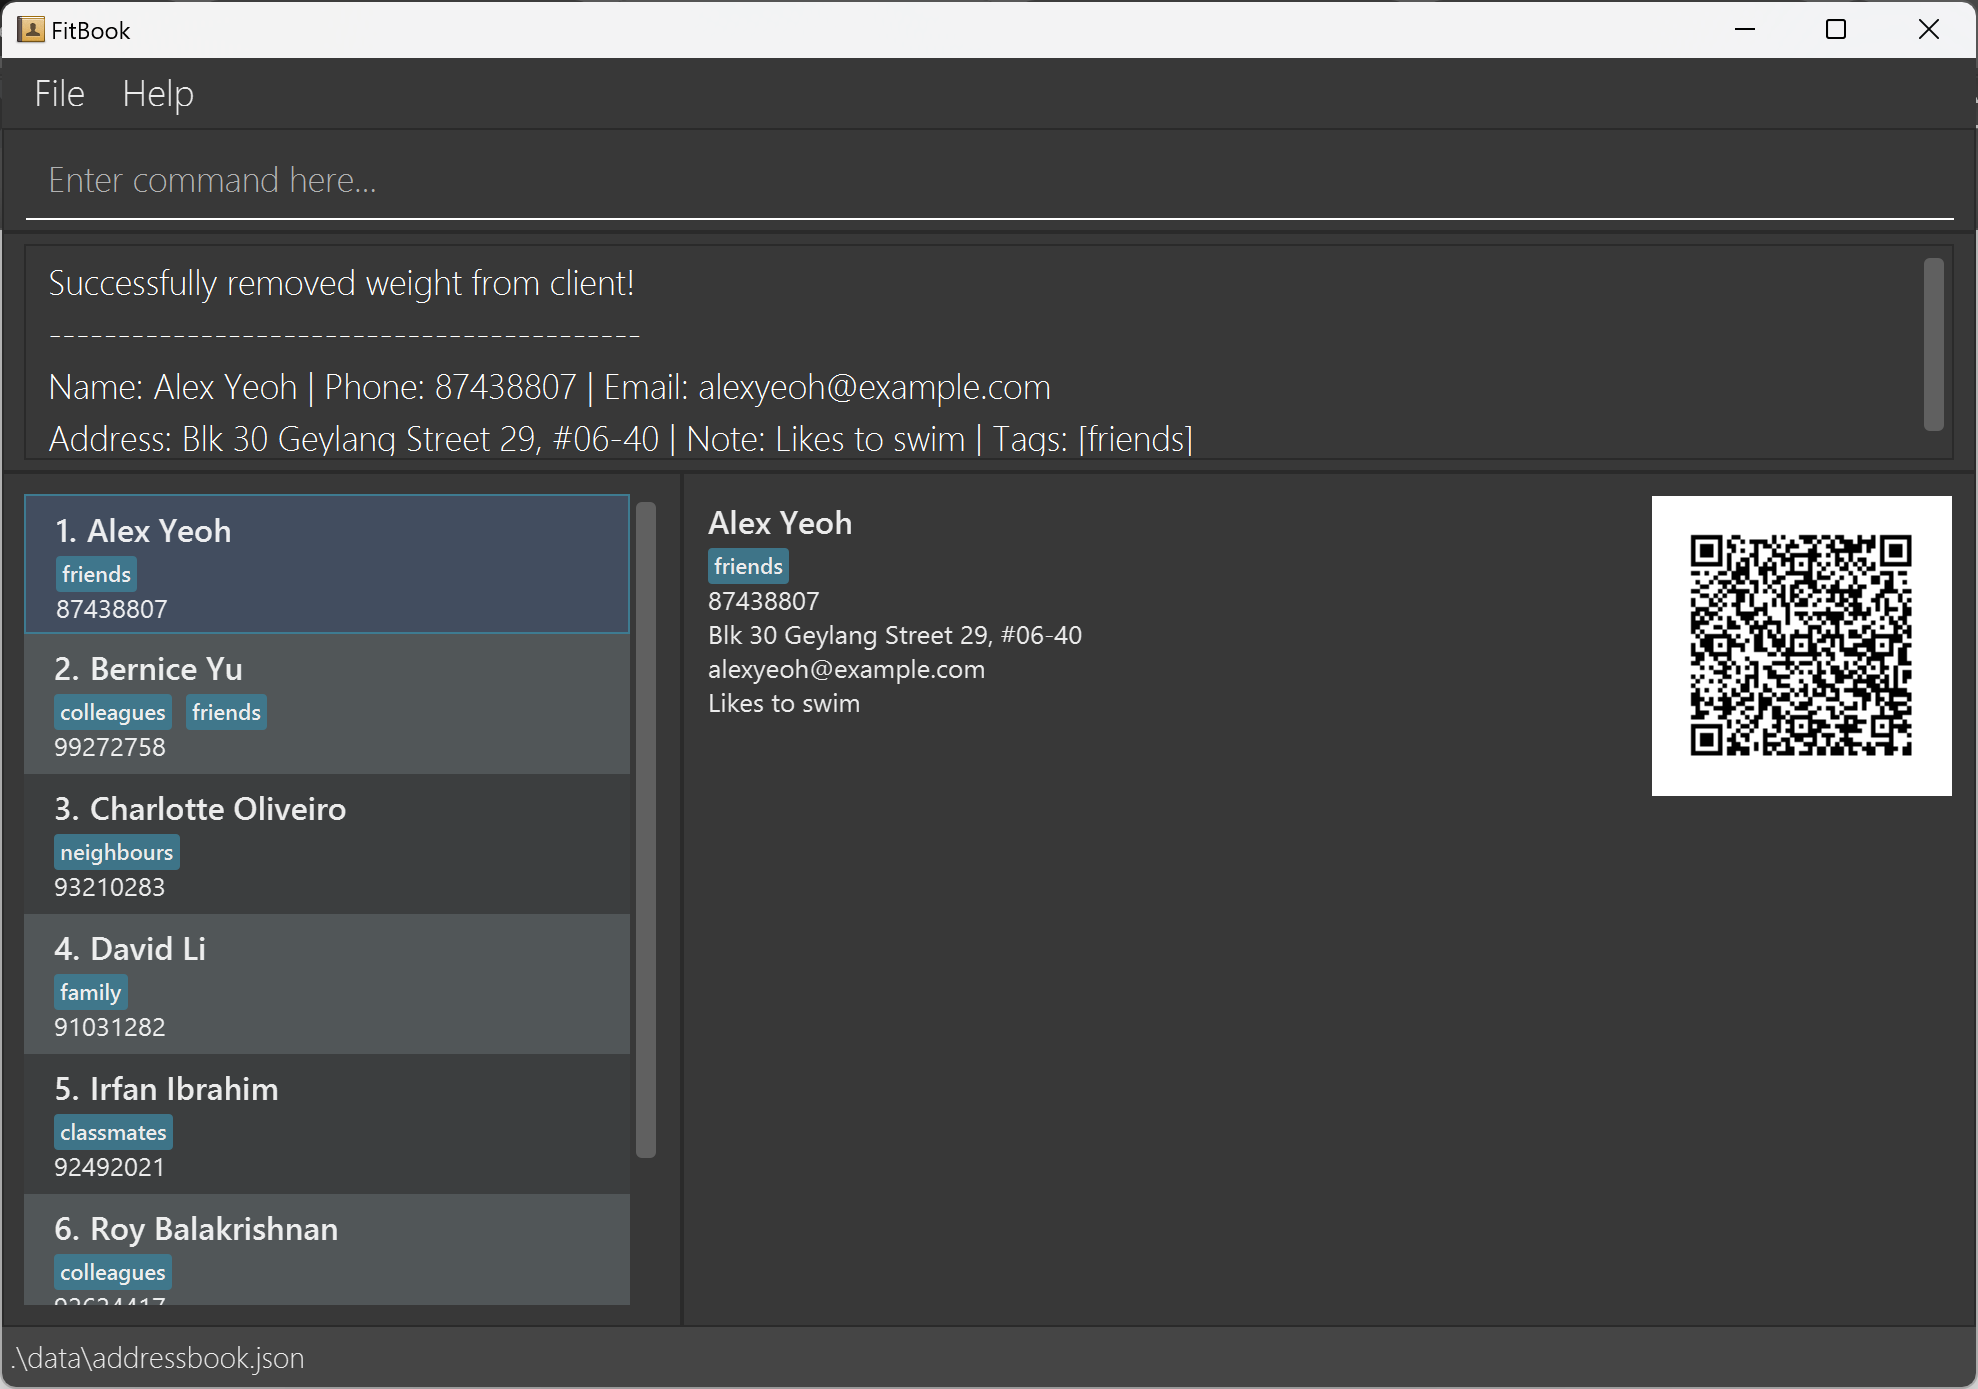 FitBook
File Help
Enter command here...
Successfully removed weight from client!
-------------------------------------------
Name: Alex Yeoh | Phone: 87438807 | Email: alexyeoh@example.com
Address: Blk 30 Geylang Street 29, #06-40 | Note: Likes to swim | Tags: [friends]
1. Alex Yeoh
friends
87438807
2. Bernice Yu
colleagues friends
99272758
3. Charlotte Oliveiro
neighbours
93210283
4. David Li
family
91031282
5. Irfan Ibrahim
classmates
92492021
6. Roy Balakrishnan
colleagues
Alex Yeoh
friends
87438807
Blk 30 Geylang Street 29, #06-40
alexyeoh@example.com
Likes to swim
.\data\addressbook.json